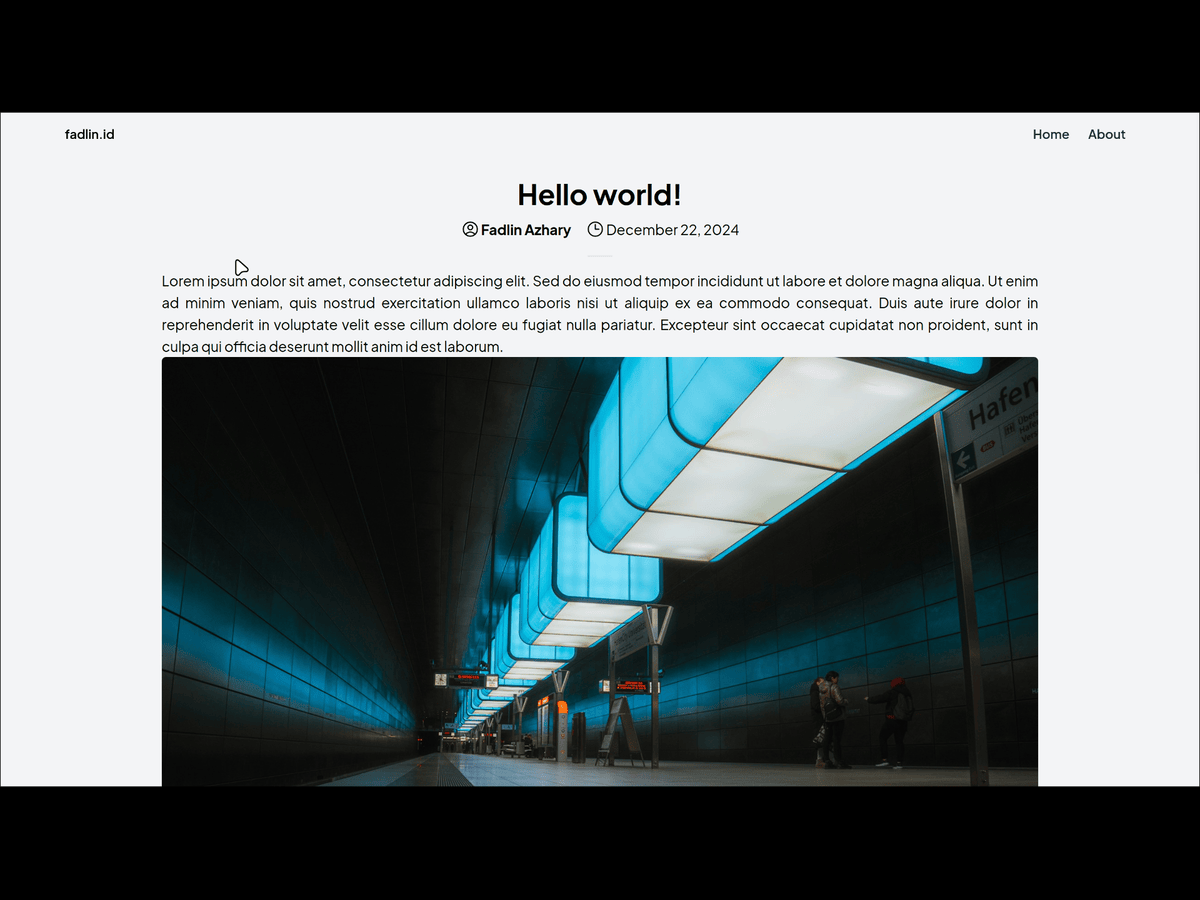 fadlin.id
Home About
Hello world!
Fadlin Azhary December 22, 2024
Lorem ipsum dolor sit amet, consectetur adipiscing elit. Sed do eiusmod tempor incididunt ut labore et dolore magna aliqua. Ut enim
ad minim veniam, quis nostrud exercitation ullamco laboris nisi ut aliquip ex ea commodo consequat. Duis aute irure dolor in
reprehenderit in voluptate velit esse cillum dolore eu fugiat nulla pariatur. Excepteur sint occaecat cupidatat non proident, sunt in
culpa qui officia deserunt mollit anim id est laborum.
Hafen